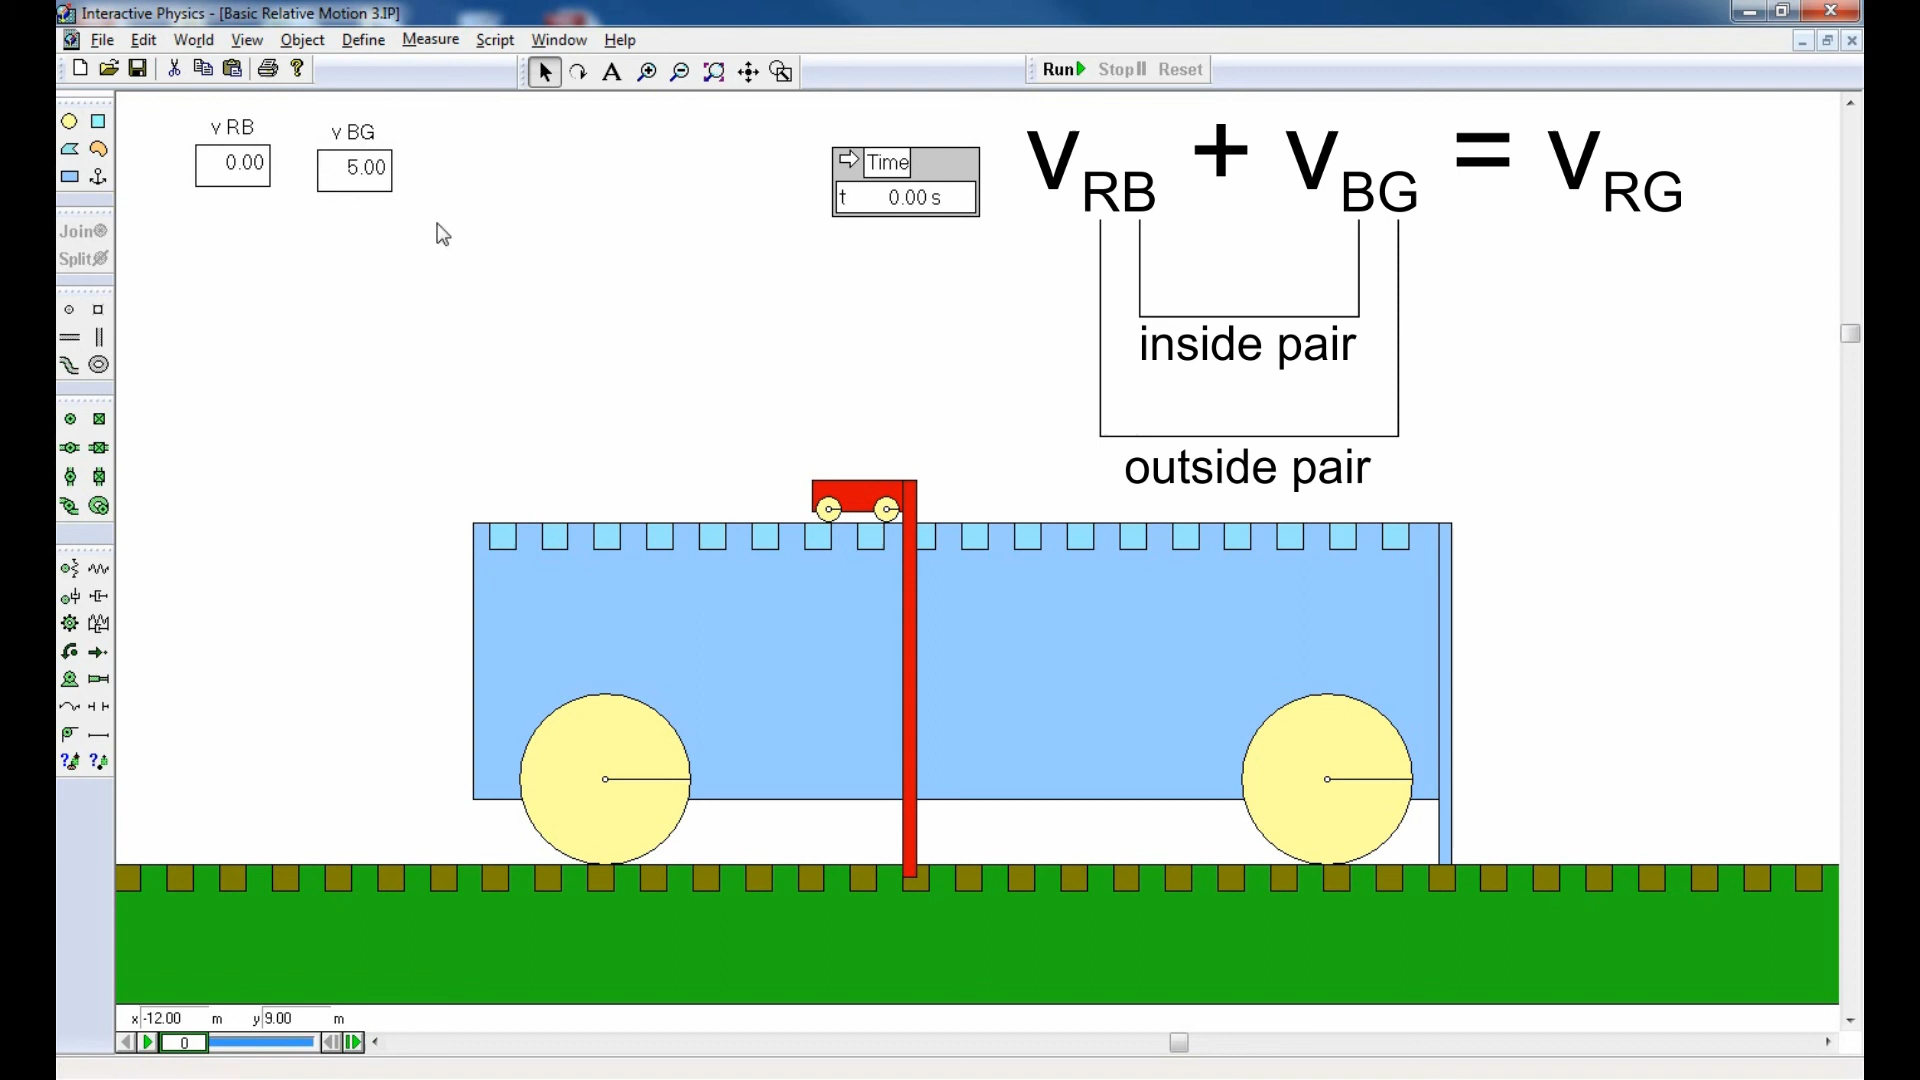 Interactive Physics - [Basic Relative Motion 3.IP]
File Edit World View Object Define Measure Script Window Help
Run Stop Reset
v RB
0.00
v BG
5.00
Time
t 0.00 s
vRB + vBG = vRG
inside pair
outside pair
Join
Split
x -12.00 m y 9.00 m
0